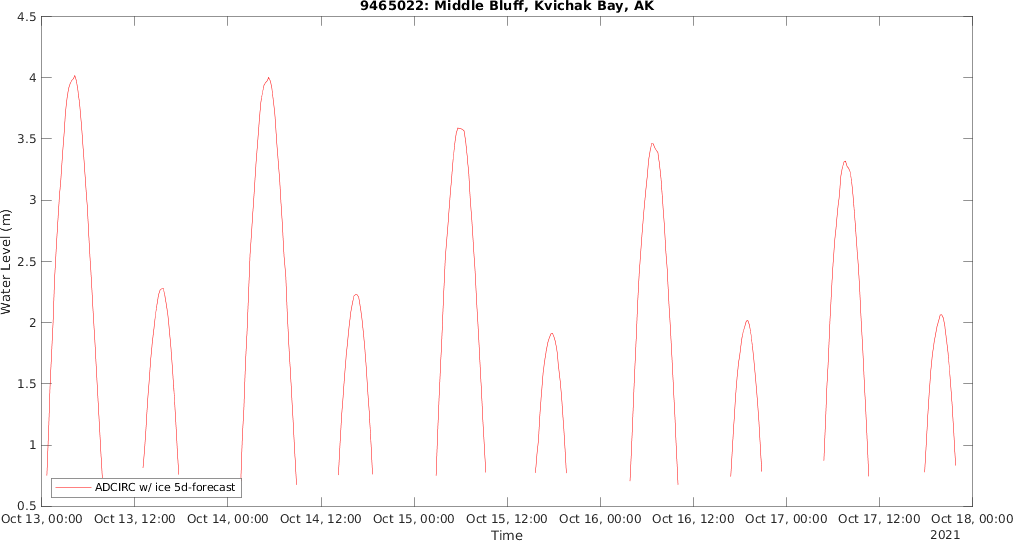 9465022: Middle Bluff, Kvichak Bay, AK
Water Level (m)
4.5
4
3.5
3
2.5
2
1.5
1
0.5
ADCIRC w/ ice 5d-forecast
Oct 13, 00:00 Oct 13, 12:00 Oct 14, 00:00 Oct 14, 12:00 Oct 15, 00:00 Oct 15, 12:00 Oct 16, 00:00 Oct 16, 12:00 Oct 17, 00:00 Oct 17, 12:00 Oct 18, 00:00
Time
2021